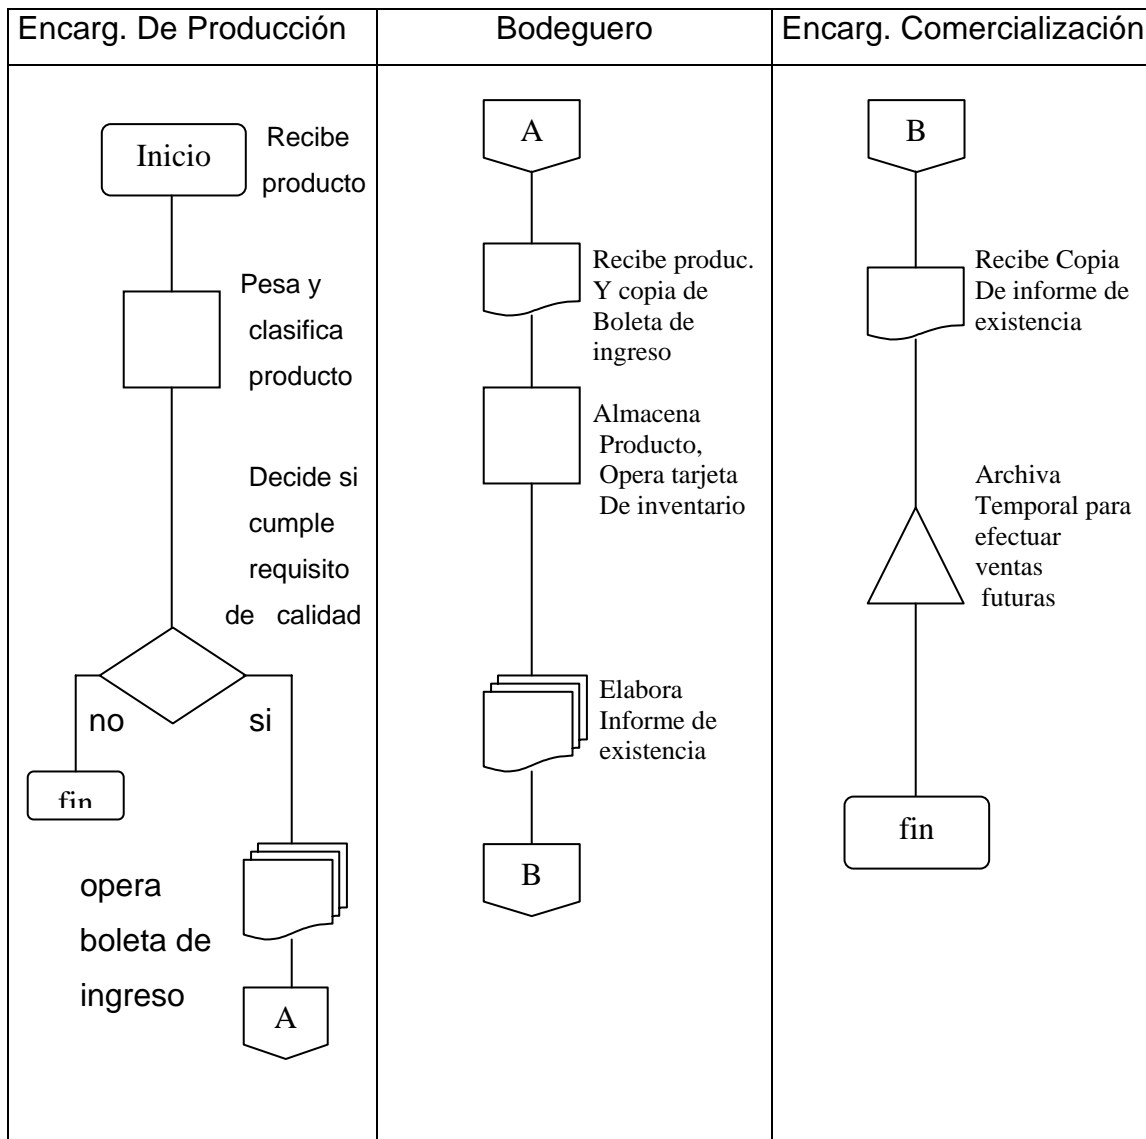 Encarg. De Producción
Bodeguero
Encarg. Comercialización
Inicio
Recibe
producto
Pesa y
clasifica
producto
Decide si
cumple
requisito
de calidad
no
si
fin
opera
boleta de
ingreso
A
A
Recibe produc.
Y copia de
Boleta de
ingreso
Almacena
Producto,
Opera tarjeta
De inventario
Elabora
Informe de
existencia
B
B
Recibe Copia
De informe de
existencia
Archiva
Temporal para
efectuar
ventas
futuras
fin